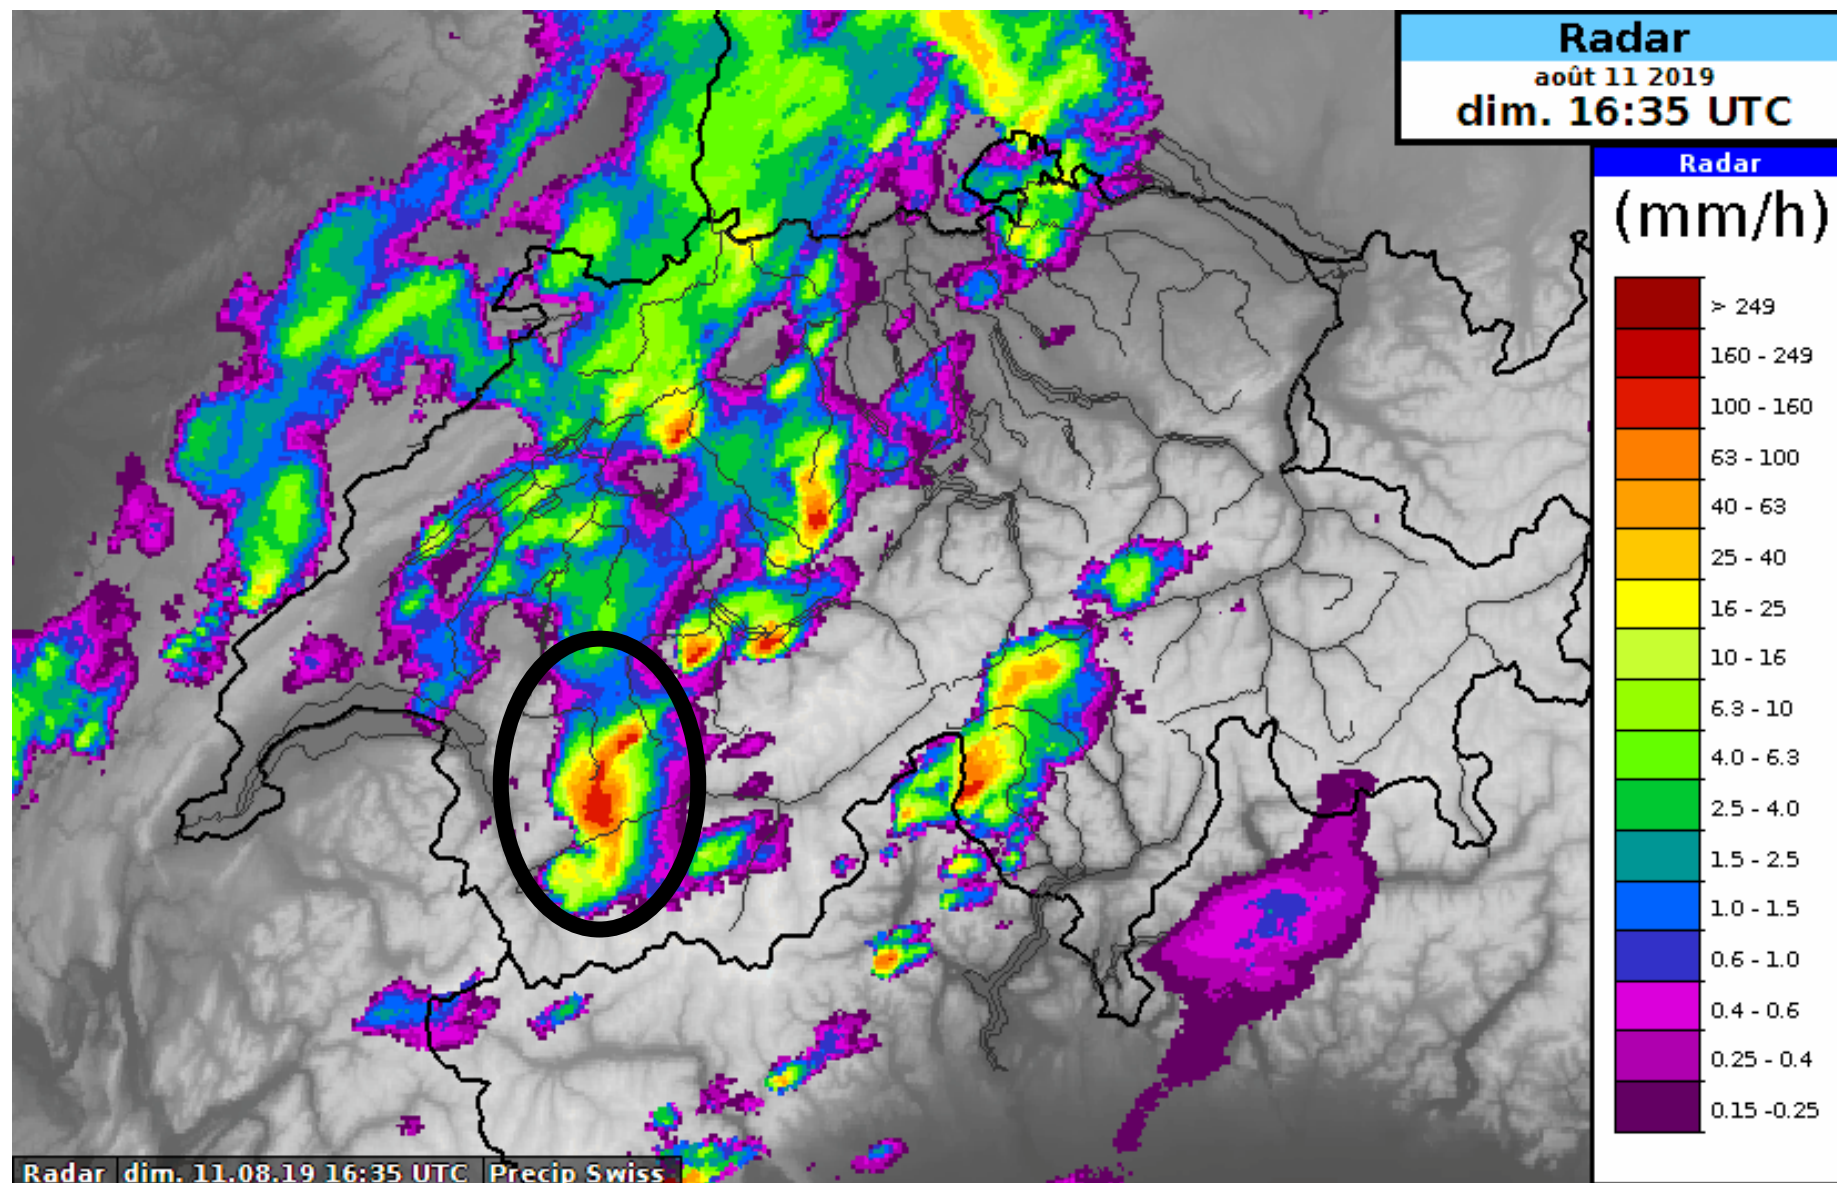 Radar
août 11 2019
dim. 16:35 UTC
Radar
(mm/h)
> 249
160 - 249
100 - 160
63 - 100
40 - 63
25 - 40
16 - 25
10 - 16
6.3 - 10
4.0 - 6.3
2.5 - 4.0
1.5 - 2.5
1.0 - 1.5
0.6 - 1.0
0.4 - 0.6
0.25 - 0.4
0.15 -0.25
Radar dim. 11.08.19 16:35 UTC Precip Swiss